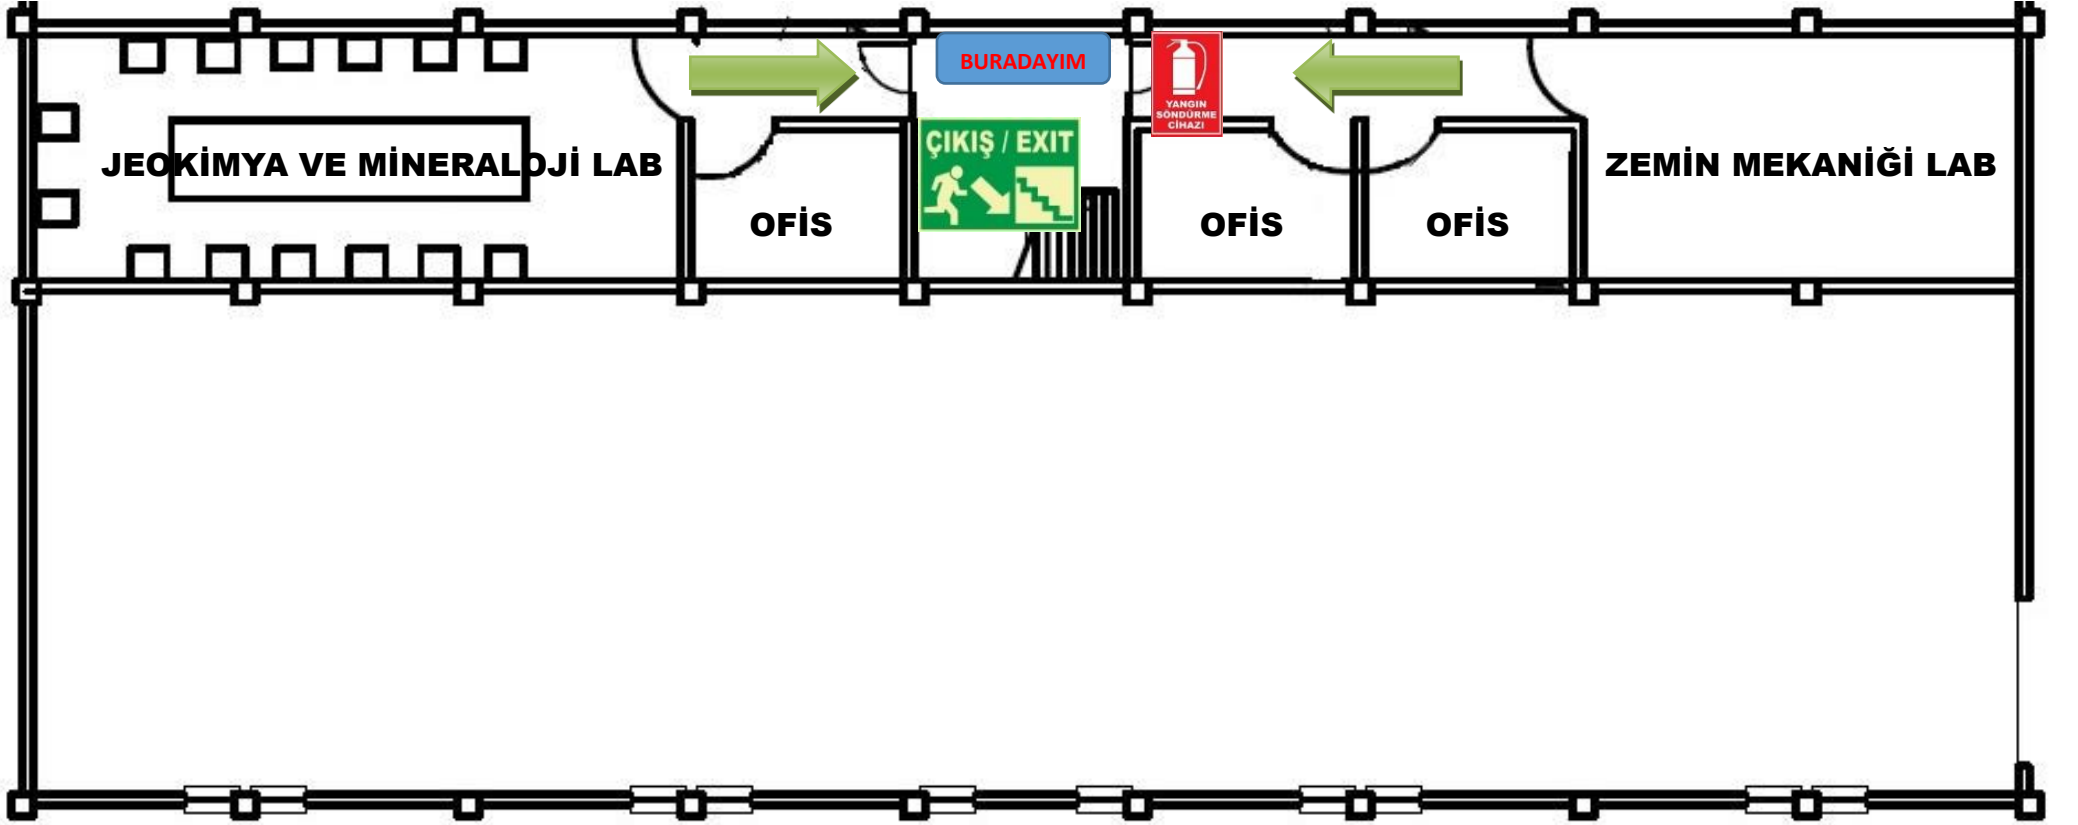 BURADAYIM
YANGIN
SÖNDÜRME
CİHAZI
ÇIKIŞ / EXIT
JEOKİMYA VE MİNERALOJİ LAB
ZEMİN MEKANİĞİ LAB
OFİS
OFİS
OFİS